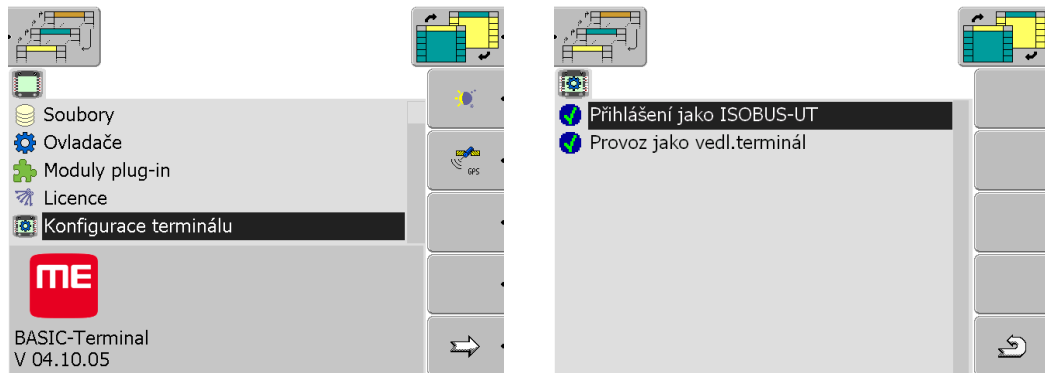 GPS
Soubory
Ovladače
Moduly plug-in
Licence
Konfigurace terminálu
ME
BASIC-Terminal
V 04.10.05
Přihlášení jako ISOBUS-UT
Provoz jako vedl.terminál